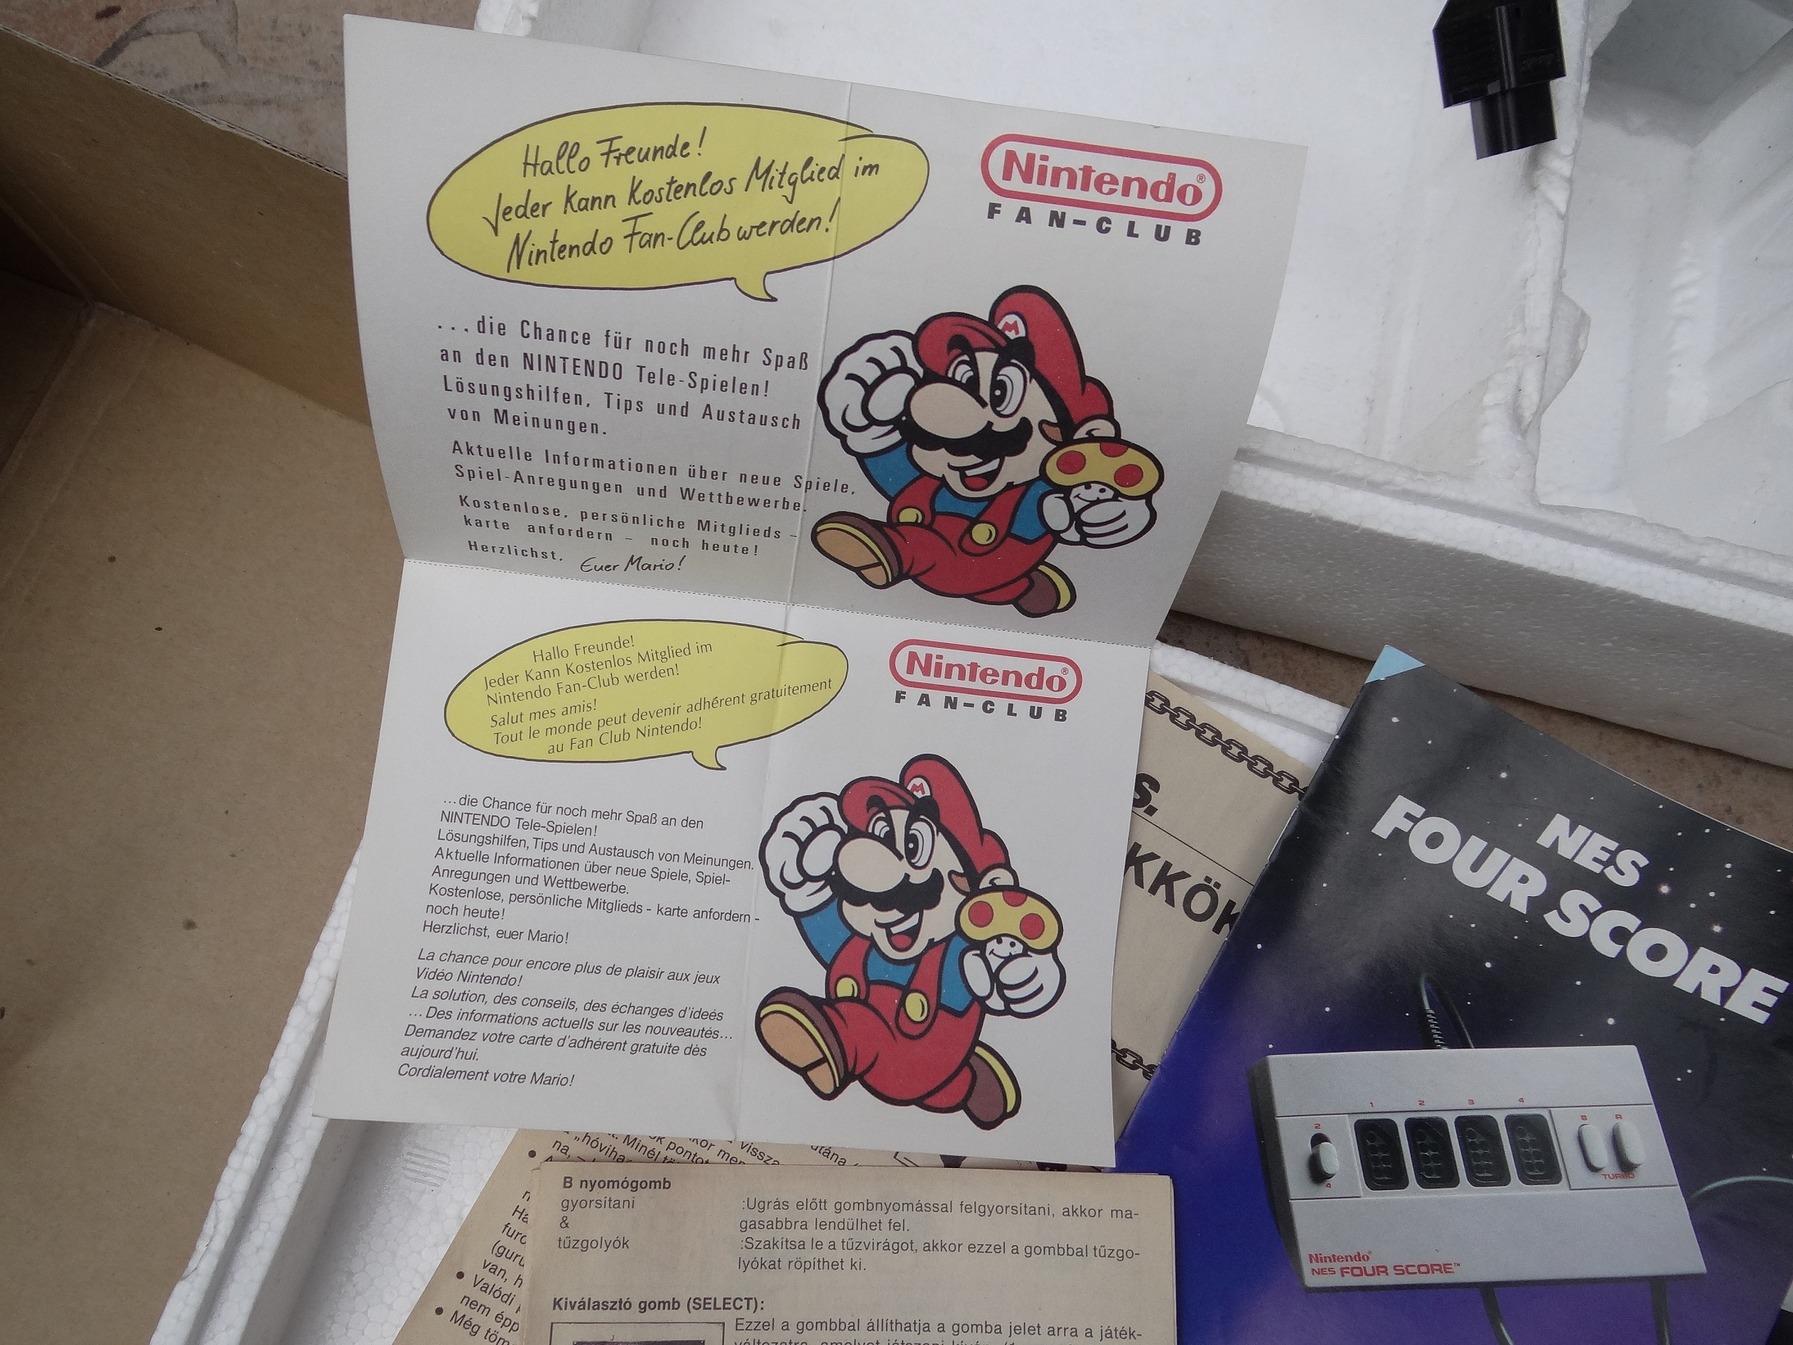 Hallo Freunde!
Jeder Kann Kostenlos Mitglied im
Nintendo Fan-Club werden!
Nintendo®
FAN-CLUB
...die Chance für noch mehr Spaß
an den NINTENDO Tele-Spielen!
Lösungshilfen, Tips und Austausch
von Meinungen.
Aktuelle Informationen über neue Spiele,
Spiel-Anregungen und Wettbewerbe.
Kostenlose, persönliche Mitglieds-
karte anfordern - noch heute!
Herzlichst, Euer Mario!
M
Hallo Freunde!
Jeder Kann Kostenlos Mitglied im
Nintendo Fan-Club werden!
Salut mes amis!
Tout le monde peut devenir adhérent gratuitement
au Fan Club Nintendo!
Nintendo®
FAN-CLUB
...die Chance für noch mehr Spaß an den
NINTENDO Tele-Spielen!
Lösungshilfen, Tips und Austausch von Meinungen.
Aktuelle Informationen über neue Spiele, Spiel-
Anregungen und Wettbewerbe.
Kostenlose, persönliche Mitglieds - karte anfordern -
noch heute!
Herzlichst, euer Mario!
La chance pour encore plus de plaisir aux jeux
Vidéo Nintendo!
La solution, des conseils, des échanges d'ideés
... Des informations actuells sur les nouveautés...
Demandez votre carte d'adhérent gratuite dès
aujourd'hui.
Cordialement votre Mario!
M
S.
KKÖK
NES
FOUR SCORE
1 2 3 4
2
4
B A
TURBO
Nintendo®
NES FOUR SCORE™
B nyomógomb
gyorsítani :Ugrás előtt gombnyomással felgyorsítani, akkor ma-
& gasabbra lendülhet fel.
tűzgolyók :Szakítsa le a tűzvirágot, akkor ezzel a gombbal tűzgo-
lyókat röpíthet ki.
Kiválasztó gomb (SELECT):
Ezzel a gombbal állíthatja a gomba jelet arra a játék-
• Valódi
nem épp
• Még töm